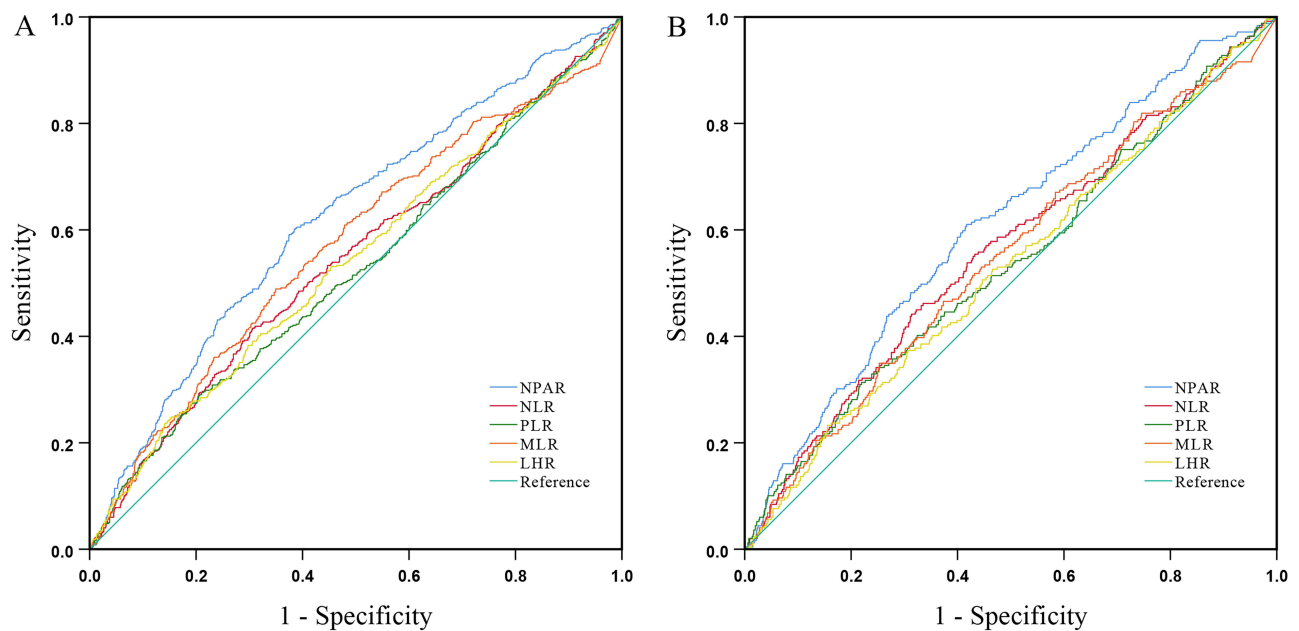 A
1.0
0.8
0.6
0.4
0.2
0.0
Sensitivity
NPAR
NLR
PLR
MLR
LHR
Reference
0.0 0.2 0.4 0.6 0.8 1.0
1 - Specificity
B
1.0
0.8
0.6
0.4
0.2
0.0
Sensitivity
NPAR
NLR
PLR
MLR
LHR
Reference
0.0 0.2 0.4 0.6 0.8 1.0
1 - Specificity